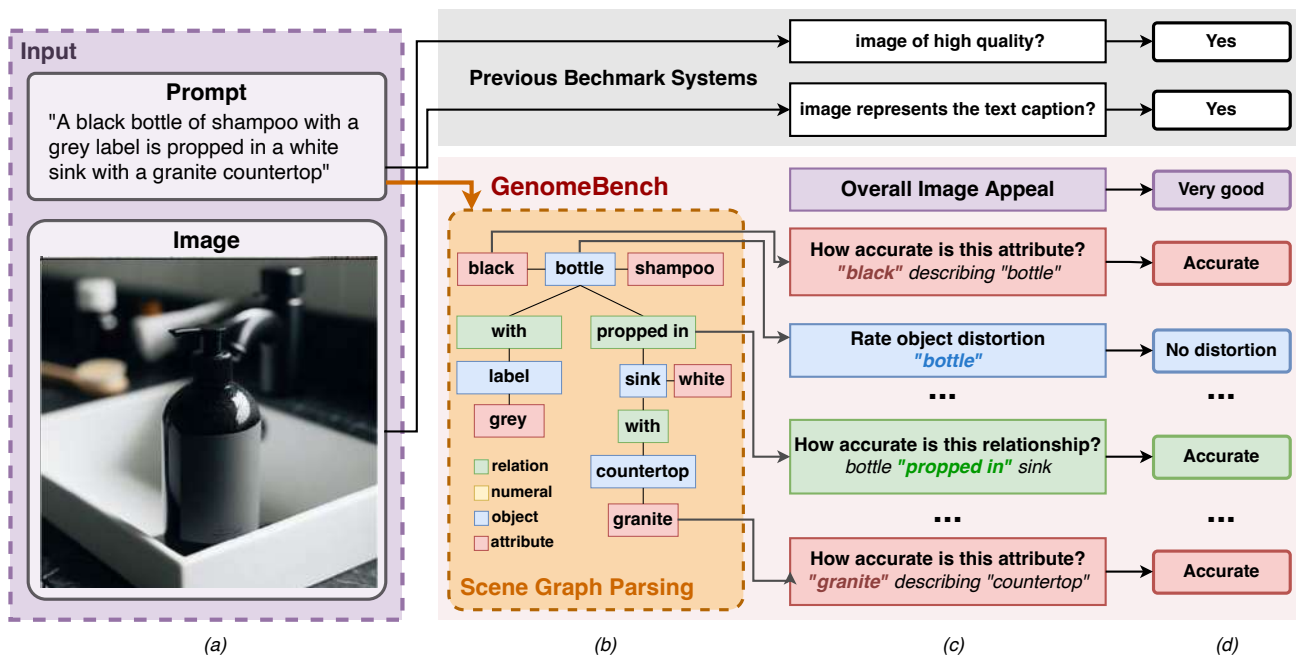 Input
Prompt
"A black bottle of shampoo with a
grey label is propped in a white
sink with a granite countertop"
Image
(a)
Previous Bechmark Systems
image of high quality?
Yes
image represents the text caption?
Yes
GenomeBench
black
bottle
shampoo
with
propped in
label
sink
white
grey
with
countertop
granite
relation
numeral
object
attribute
Scene Graph Parsing
(b)
Overall Image Appeal
Very good
How accurate is this attribute?
"black" describing "bottle"
Accurate
Rate object distortion
"bottle"
No distortion
...
...
How accurate is this relationship?
bottle "propped in" sink
Accurate
...
...
How accurate is this attribute?
"granite" describing "countertop"
Accurate
(c)
(d)